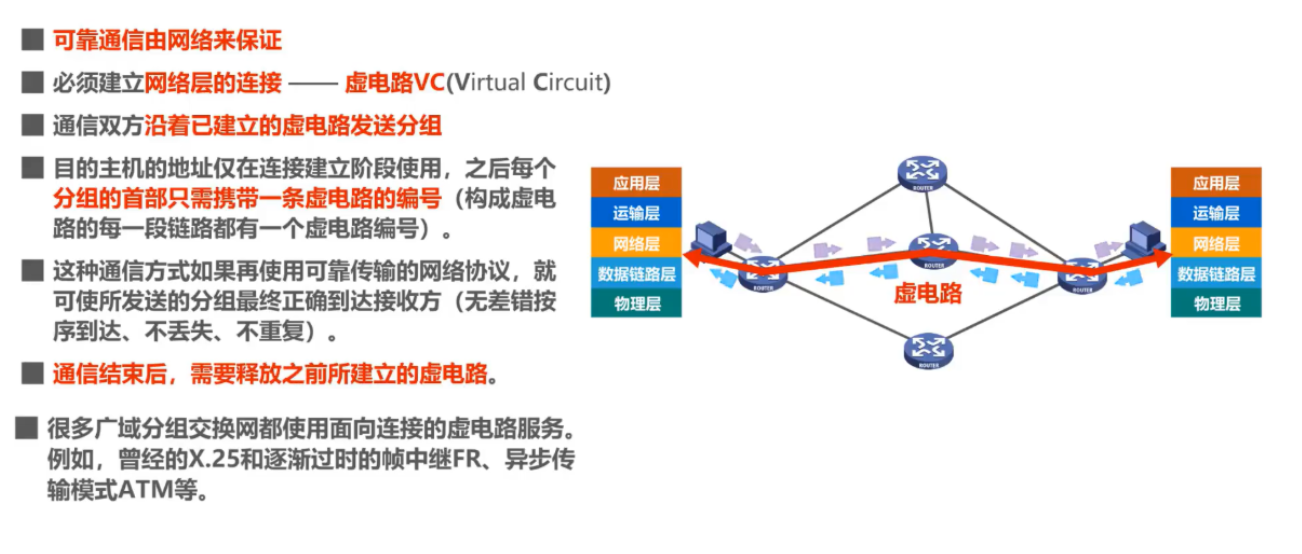 ■ 可靠通信由网络来保证
■ 必须建立网络层的连接 —— 虚电路VC(Virtual Circuit)
■ 通信双方沿着已建立的虚电路发送分组
■ 目的主机的地址仅在连接建立阶段使用，之后每个
分组的首部只需携带一条虚电路的编号（构成虚电
路的每一段链路都有一个虚电路编号）。
■ 这种通信方式如果再使用可靠传输的网络协议，就
可使所发送的分组最终正确到达接收方（无差错按
序到达、不丢失、不重复）。
■ 通信结束后，需要释放之前所建立的虚电路。
■ 很多广域分组交换网都使用面向连接的虚电路服务。
例如，曾经的X.25和逐渐过时的帧中继FR、异步传
输模式ATM等。
应用层
运输层
网络层
数据链路层
物理层
ROUTER
ROUTER
ROUTER
虚电路
ROUTER
ROUTER
应用层
运输层
网络层
数据链路层
物理层